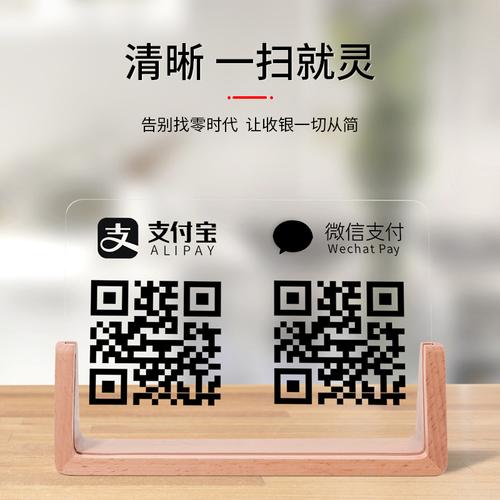 清晰 一扫就灵
告别找零时代 让收银一切从简
支 支付宝
ALIPAY
微信支付
Wechat Pay